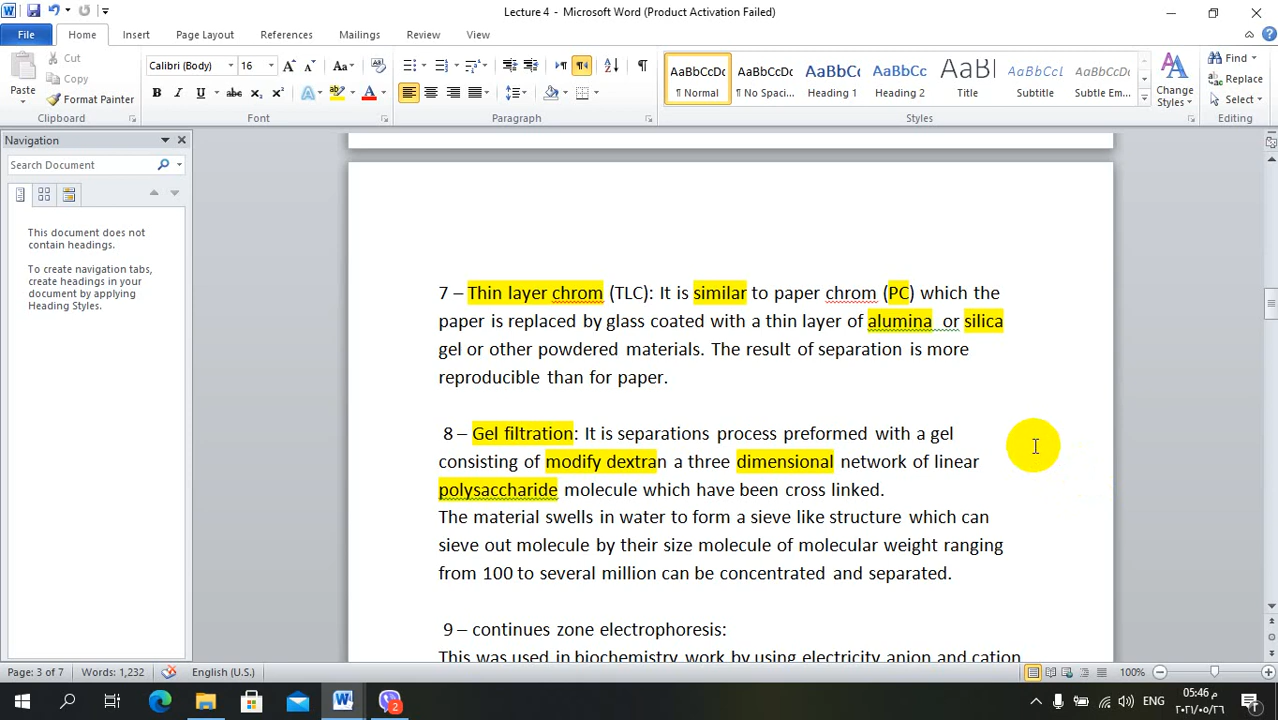 Lecture 4 - Microsoft Word (Product Activation Failed)
File Home Insert Page Layout References Mailings Review View
Paste
Cut
Copy
Format Painter
Clipboard
Calibri (Body) 16
Font
Paragraph
AaBbCcDc AaBbCcDc AaBbCc AaBbCc AaBl AaBbCcl AaBbCcDc
¶ Normal ¶ No Spaci... Heading 1 Heading 2 Title Subtitle Subtle Em...
Styles
Change
Styles
Find
Replace
Select
Editing
Navigation
Search Document
This document does not
contain headings.
To create navigation tabs,
create headings in your
document by applying
Heading Styles.
7 – Thin layer chrom (TLC): It is similar to paper chrom (PC) which the
paper is replaced by glass coated with a thin layer of alumina or silica
gel or other powdered materials. The result of separation is more
reproducible than for paper.
8 – Gel filtration: It is separations process preformed with a gel
consisting of modify dextran a three dimensional network of linear
polysaccharide molecule which have been cross linked.
The material swells in water to form a sieve like structure which can
sieve out molecule by their size molecule of molecular weight ranging
from 100 to several million can be concentrated and separated.
9 – continues zone electrophoresis:
This was used in biochemistry work by using electricity anion and cation
Page: 3 of 7 Words: 1,232 English (U.S.) 100%
2
ENG
05:46 م
٢٠٢١/٠٥/٢٦